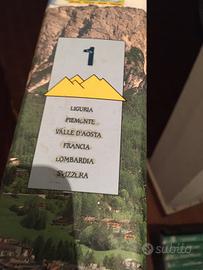 1
LIGURIA
PIEMONTE
VALLE D'AOSTA
FRANCIA
LOMBARDIA
SVIZZERA
subito